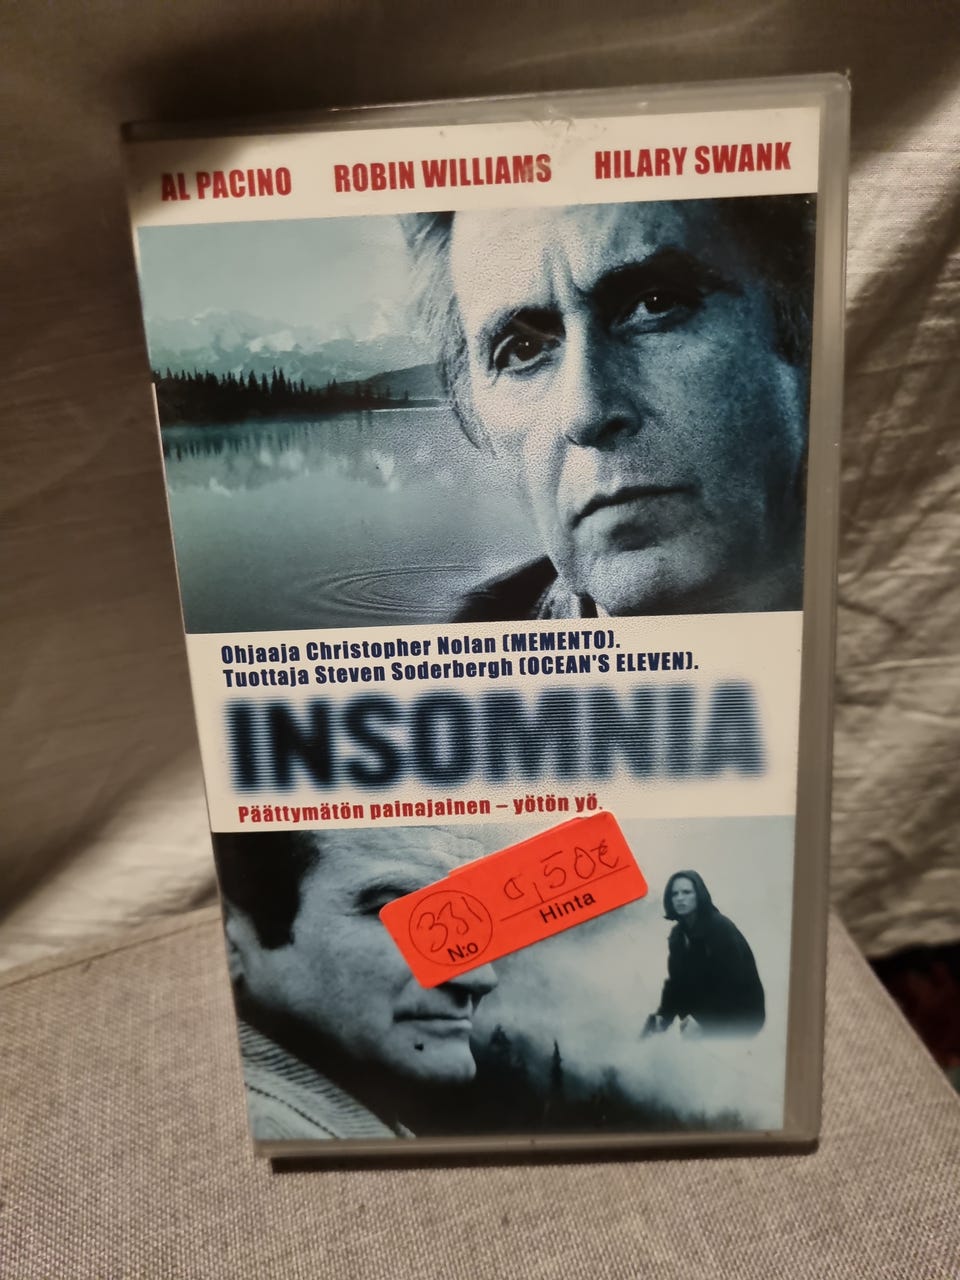 AL PACINO ROBIN WILLIAMS HILARY SWANK
Ohjaaja Christopher Nolan (MEMENTO).
Tuottaja Steven Soderbergh (OCEAN'S ELEVEN).
INSOMNIA
Päättymätön painajainen – yötön yö.
331 0,50€
N:o Hinta